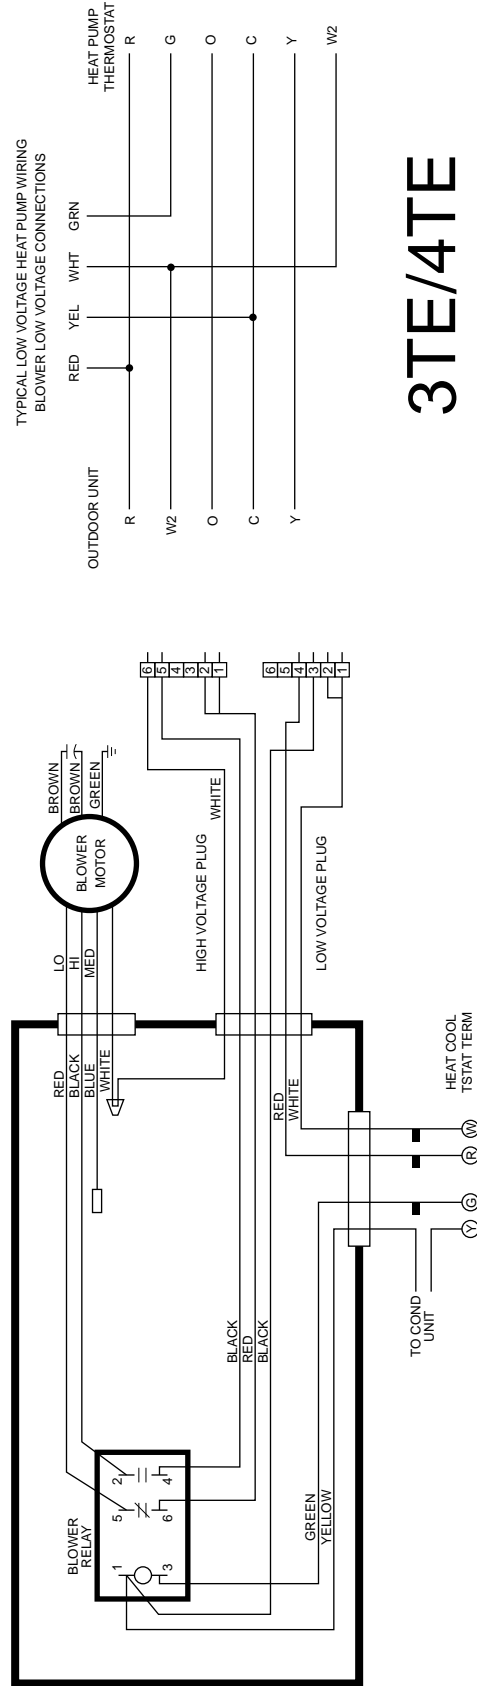 TYPICAL LOW VOLTAGE HEAT PUMP WIRING
BLOWER LOW VOLTAGE CONNECTIONS
OUTDOOR UNIT
RED
YEL
WHT
GRN
HEAT PUMP
THERMOSTAT
R
R
W2
G
O
O
C
C
Y
Y
W2
3TE/4TE
BLOWER
RELAY
1
3
5
6
2
4
RED
BLACK
BLUE
WHITE
LO
HI
MED
BLOWER
MOTOR
BROWN
BROWN
GREEN
HIGH VOLTAGE PLUG
WHITE
6
5
4
3
2
1
BLACK
RED
BLACK
RED
WHITE
LOW VOLTAGE PLUG
6
5
4
3
2
1
GREEN
YELLOW
TO COND
UNIT
Y
G
R
W
HEAT COOL
TSTAT TERM